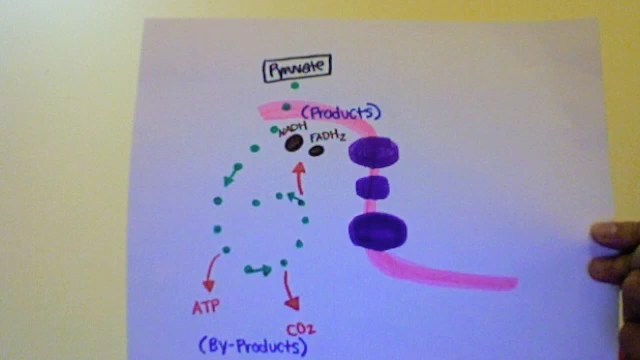 Pyruvate
(Products)
NADH
FADH2
ATP
CO2
(By-Products)